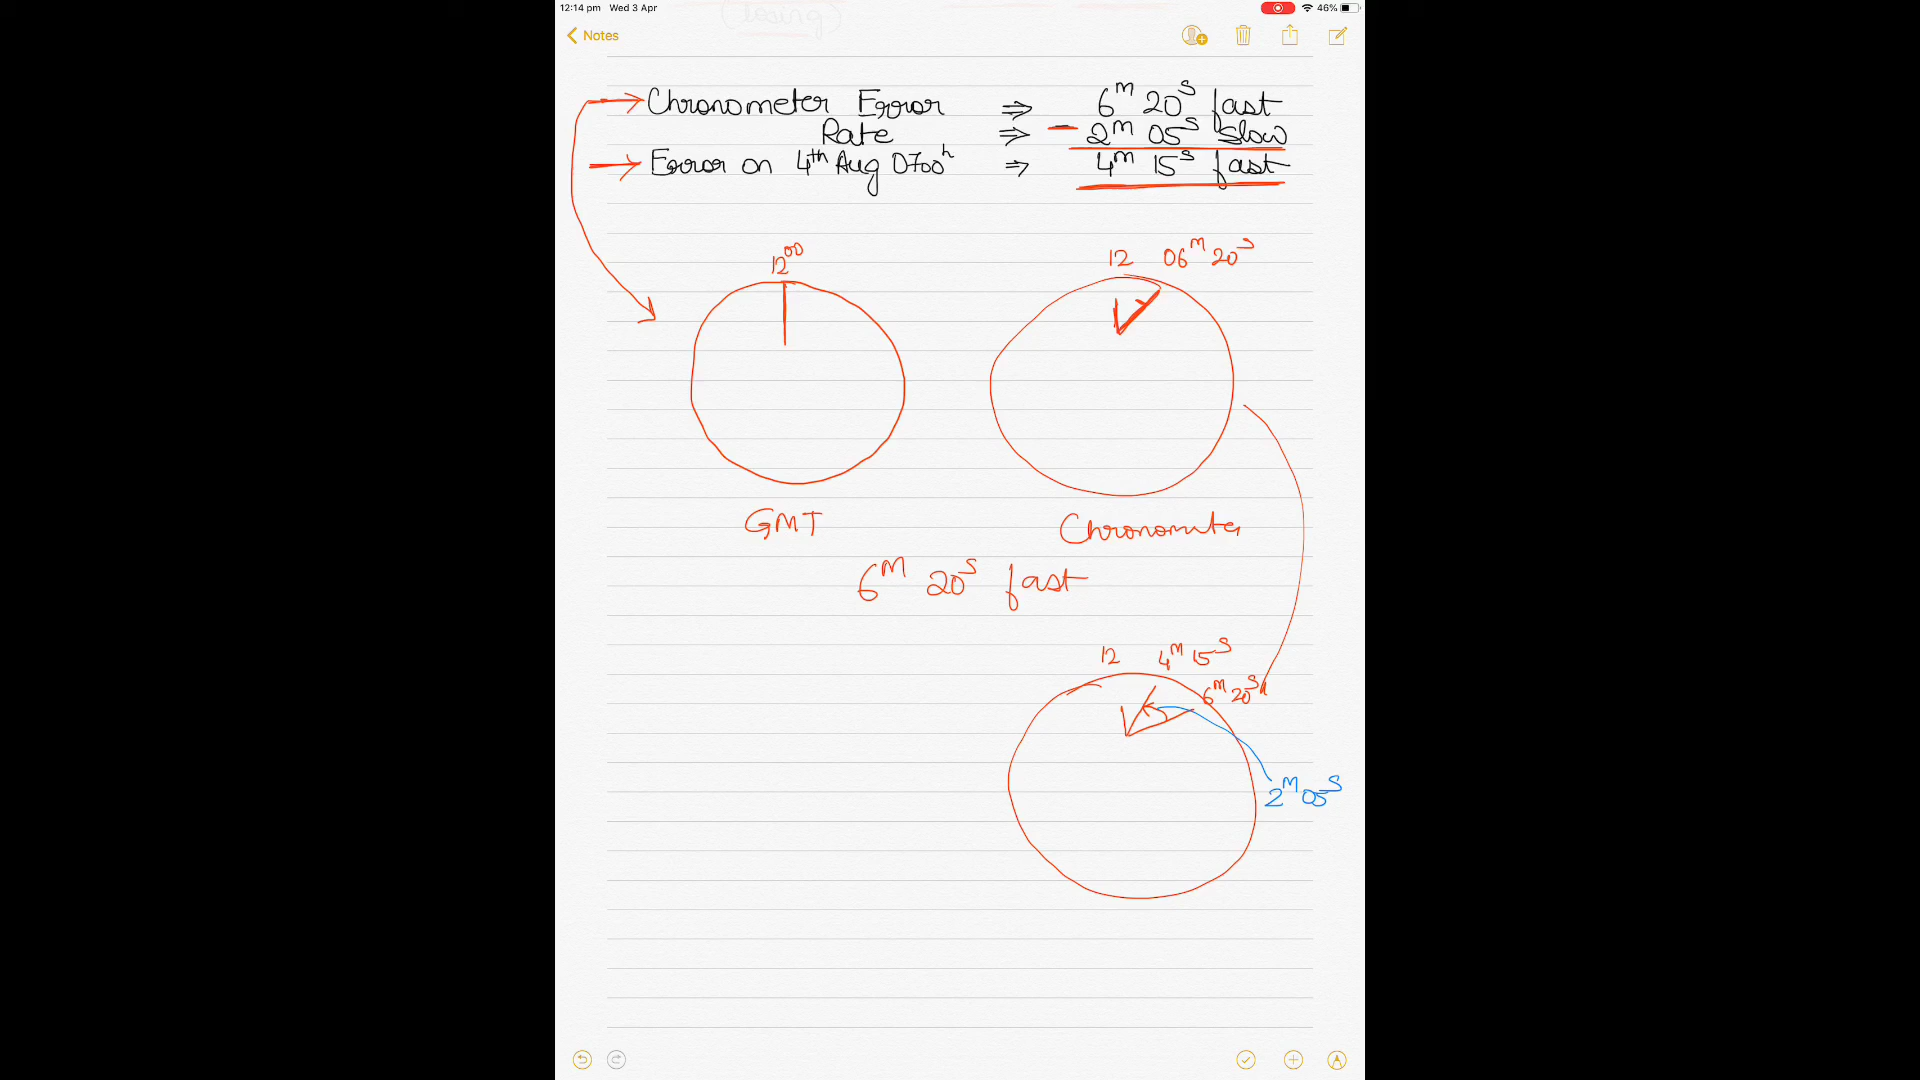 12:14 pm Wed 3 Apr 46%
(losing)
Notes
Chronometer Error ⇒ 6ᵐ 20ˢ fast
Rate ⇒ - 2ᵐ 05ˢ slow
Error on 4ᵗʰ Aug 0700ʰ ⇒ 4ᵐ 15ˢ fast
12⁰⁰
12 06ᵐ 20ˢ
GMT
Chronometer
6ᵐ 20ˢ fast
12 4ᵐ 15ˢ
6ᵐ 20ˢ
2ᵐ 05ˢ